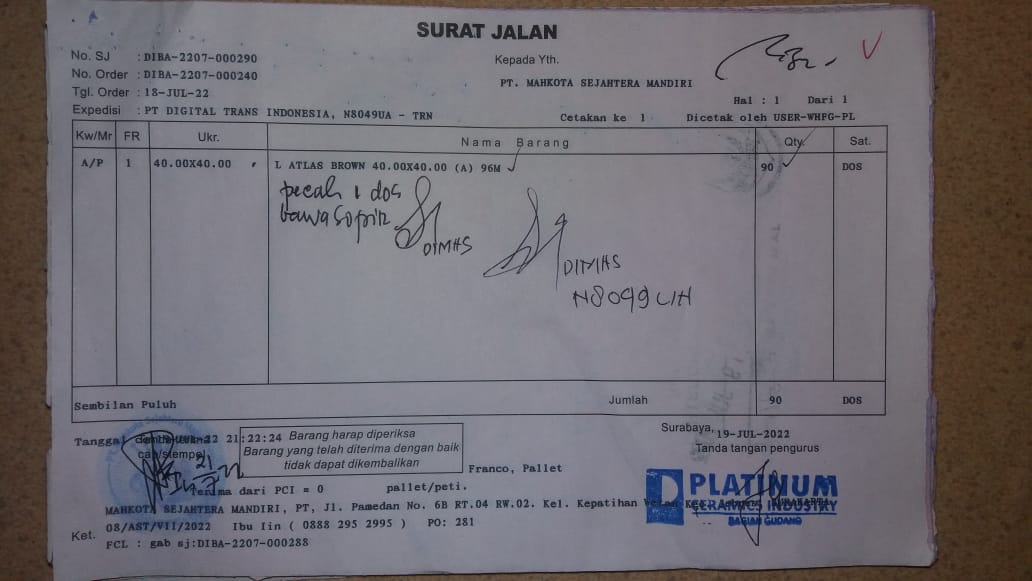 SURAT JALAN
No. SJ : DIBA-2207-000290
No. Order : DIBA-2207-000240
Tgl. Order : 18-JUL-22
Expedisi : PT DIGITAL TRANS INDONESIA, N8049UA - TRN
Kepada Yth.
PT. MAHKOTA SEJAHTERA MANDIRI
Hal : 1 Dari 1
Cetakan ke 1 Dicetak oleh USER-WHFG-PL
Kw/Mr FR Ukr. Nama Barang Qty. Sat.
A/P 1 40.00X40.00 L ATLAS BROWN 40.00X40.00 (A) 96M 90 DOS
pecah 1 dos
bawa Sopir
DIMAS
DIMAS
Sembilan Puluh Jumlah 90 DOS
Surabaya, 19-JUL-2022
Tanda tangan pengurus
Tanggal
21:22:24
cap/stempel
Barang harap diperiksa
Barang yang telah diterima dengan baik
tidak dapat dikembalikan
Franco, Pallet
Terima dari PCI = 0 pallet/peti.
MAHKOTA SEJAHTERA MANDIRI, PT, Jl. Pamedan No. 6B RT.04 RW.02. Kel. Kepatihan
08/AST/VII/2022 Ibu Iin ( 0888 295 2995 ) PO: 281
Ket.
FCL : gab sj:DIBA-2207-000288
PLATINUM
CERAMICS INDUSTRY
BAGIAN GUDANG